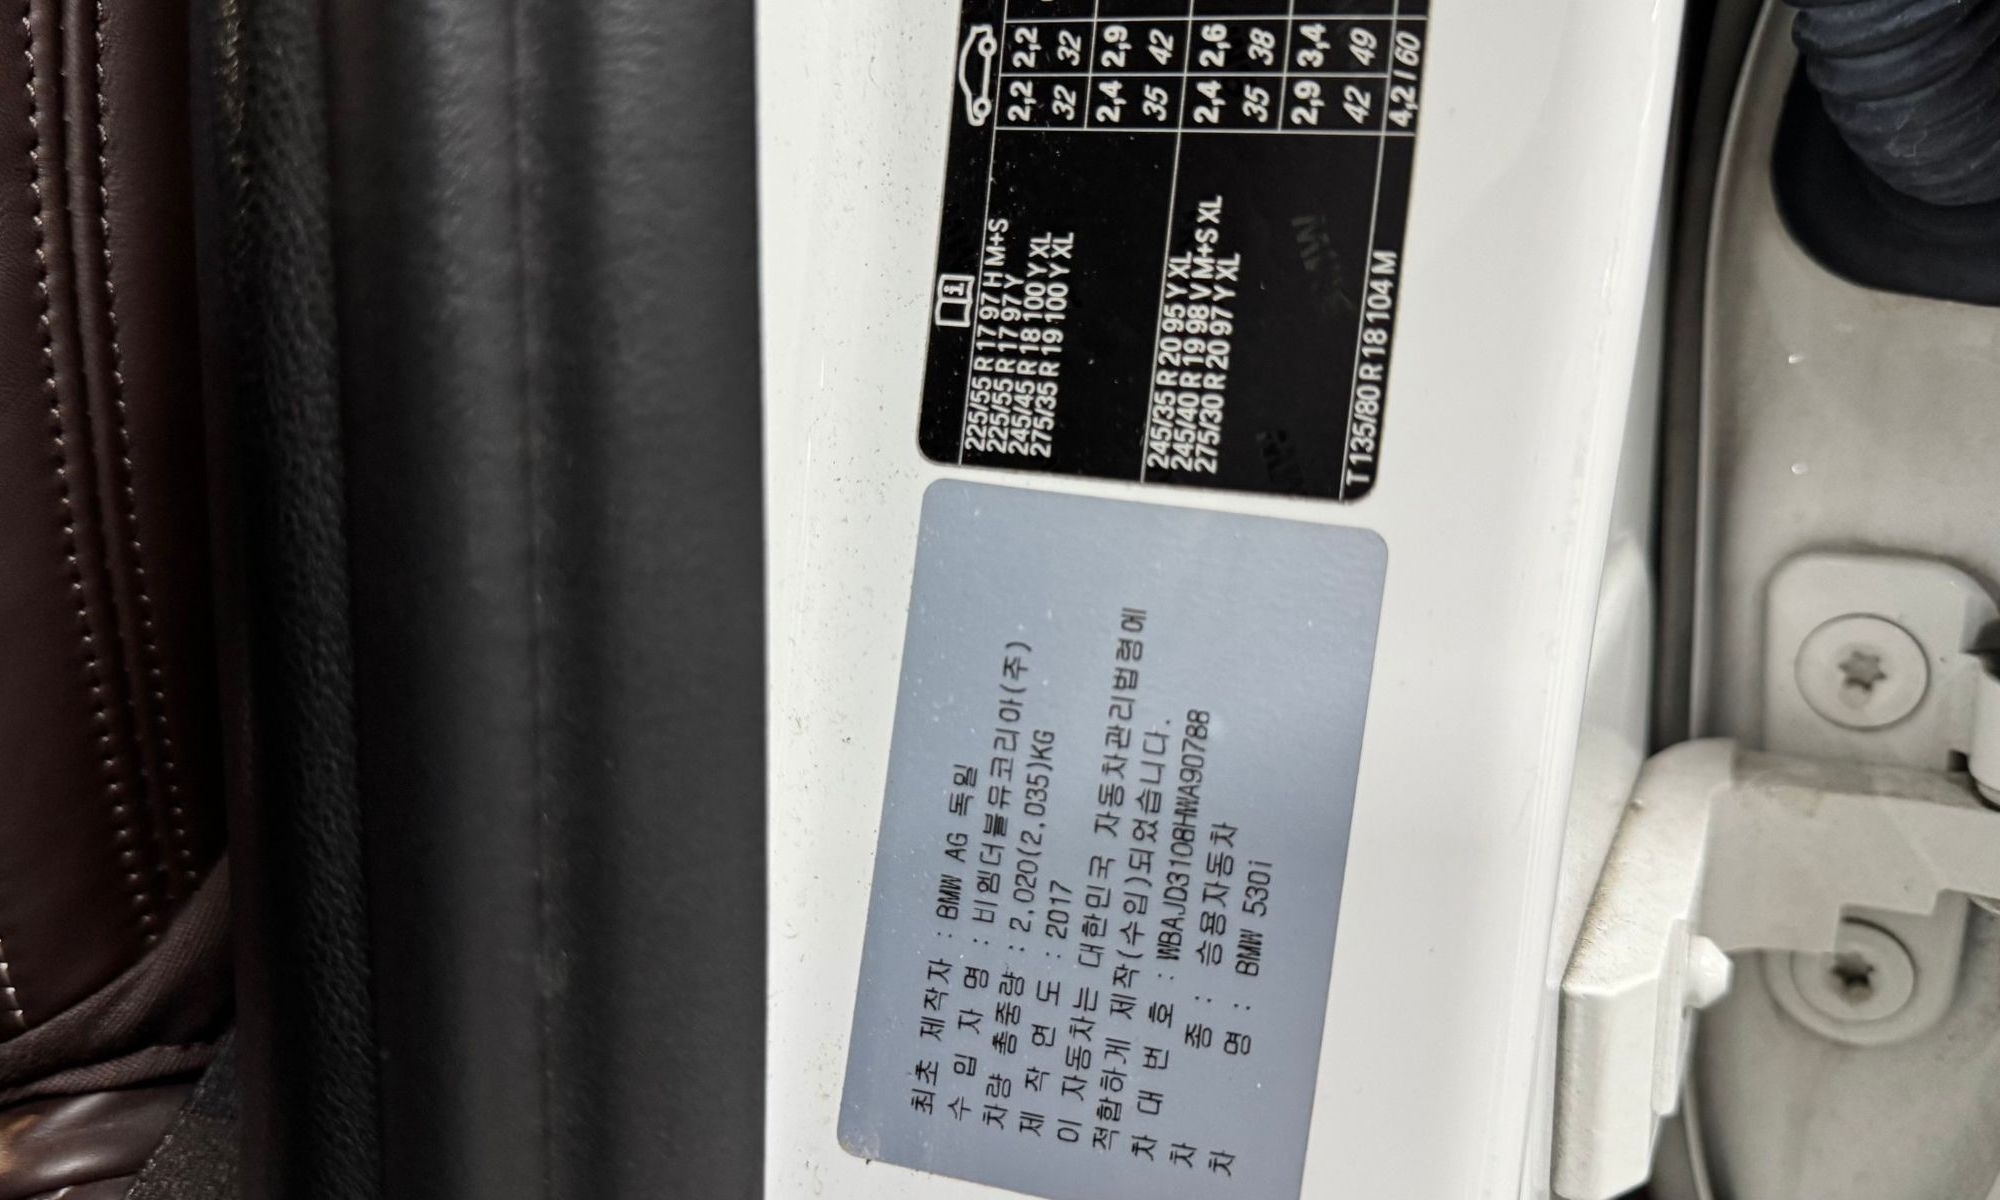 최초 제작자 : BMW AG 독일
수 입 자 명 : 비엠더블유코리아(주)
차량 총중량 : 2,020(2,035)KG
제 작 연 도 : 2017
이 자동차는 대한민국 자동차관리법령에
적합하게 제작(수입)되었습니다.
차 대 번 호 : WBAJD3108HWA90788
차 종 : 승용자동차
차 명 : BMW 530i
225/55 R 17 97 H M+S 2,2 2,2
225/55 R 17 97 Y 32 32
245/45 R 18 100 Y XL 2,4 2,9
275/35 R 19 100 Y XL 35 42
245/35 R 20 95 Y XL 2,4 2,6
245/40 R 19 98 V M+S XL 35 38
275/30 R 20 97 Y XL 2,9 3,4
42 49
T 135/80 R 18 104 M 4,2 / 60